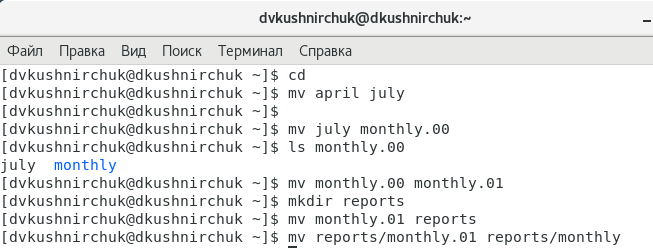 dvkushnirchuk@dkushnirchuk:~
Файл Правка Вид Поиск Терминал Справка
[dvkushnirchuk@dkushnirchuk ~]$ cd
[dvkushnirchuk@dkushnirchuk ~]$ mv april july
[dvkushnirchuk@dkushnirchuk ~]$
[dvkushnirchuk@dkushnirchuk ~]$ mv july monthly.00
[dvkushnirchuk@dkushnirchuk ~]$ ls monthly.00
july  monthly
[dvkushnirchuk@dkushnirchuk ~]$ mv monthly.00 monthly.01
[dvkushnirchuk@dkushnirchuk ~]$ mkdir reports
[dvkushnirchuk@dkushnirchuk ~]$ mv monthly.01 reports
[dvkushnirchuk@dkushnirchuk ~]$ mv reports/monthly.01 reports/monthly